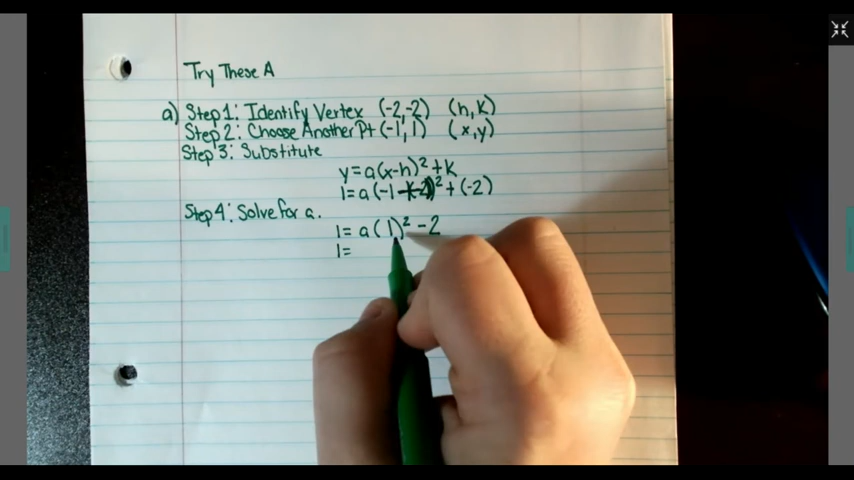 Try These A
a) Step 1: Identify Vertex (-2,-2) (h,k)
Step 2: Choose Another Pt (-1,1) (x,y)
Step 3: Substitute
y=a(x-h)²+k
1=a(-1 )²+(-2)
Step 4: Solve for a.
1=a(1)²-2
1=